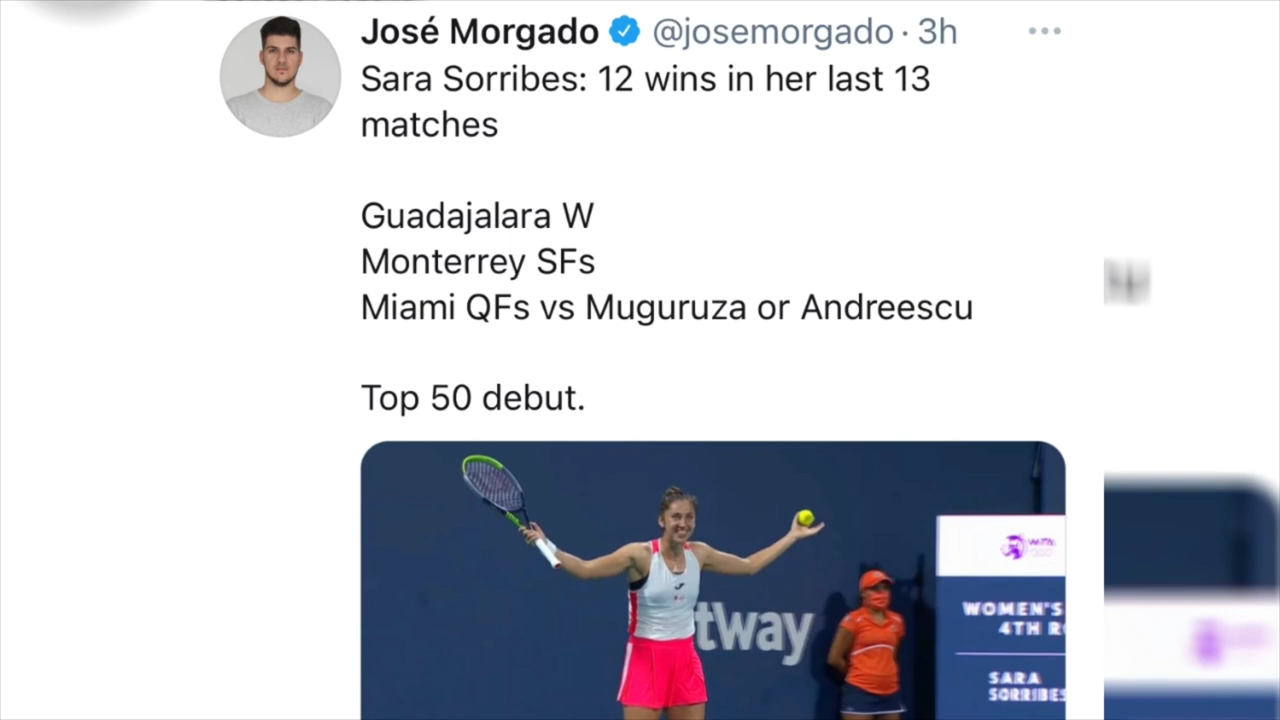 José Morgado @josemorgado · 3h
Sara Sorribes: 12 wins in her last 13
matches
Guadajalara W
Monterrey SFs
Miami QFs vs Muguruza or Andreescu
Top 50 debut.
tway
WOMEN'S
4TH R
SARA
SORRIBES